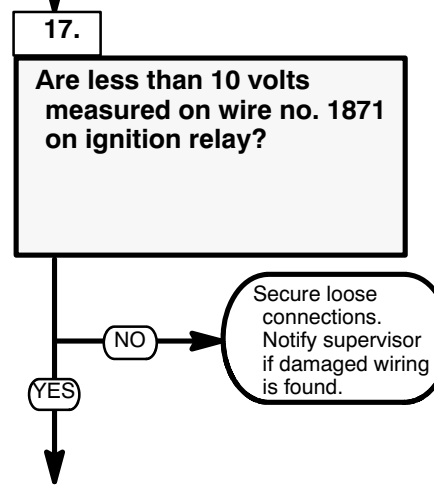 17.
Are less than 10 volts
measured on wire no. 1871
on ignition relay?
NO
Secure loose
connections.
Notify supervisor
if damaged wiring
is found.
YES